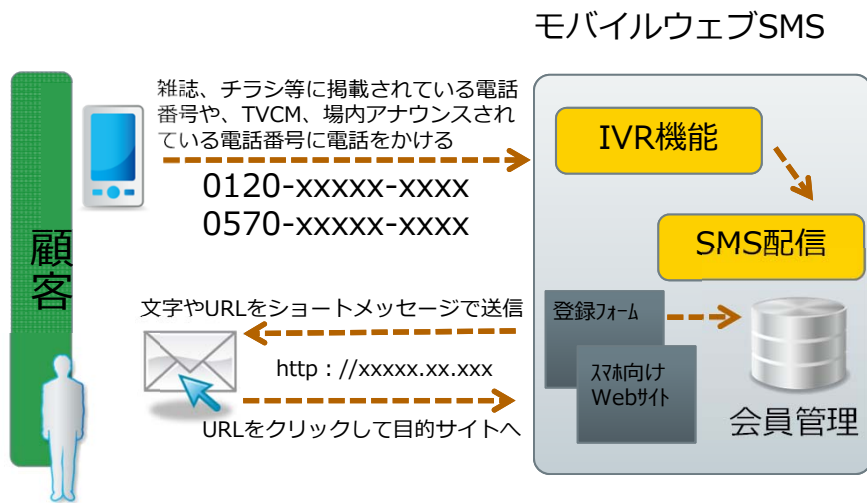 モバイルウェブSMS
雑誌、チラシ等に掲載されている電話
番号や、TVCM、場内アナウンスされ
ている電話番号に電話をかける
0120-xxxxx-xxxx
0570-xxxxx-xxxx
IVR機能
SMS配信
顧客
文字やURLをショートメッセージで送信
http：//xxxxx.xx.xxx
URLをクリックして目的サイトへ
登録ﾌｫｰﾑ
ｽﾏﾎ向け
Webｻｲﾄ
会員管理